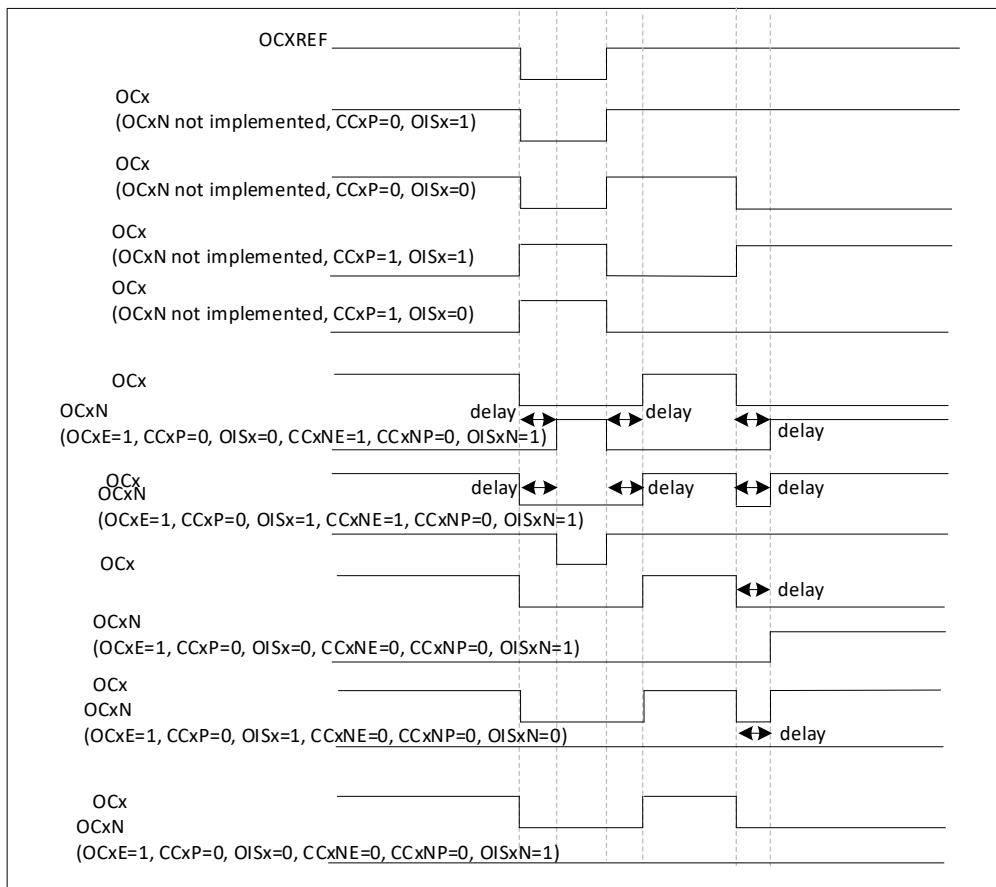 OCXREF
OCx
(OCxN not implemented, CCxP=0, OISx=1)
OCx
(OCxN not implemented, CCxP=0, OISx=0)
OCx
(OCxN not implemented, CCxP=1, OISx=1)
OCx
(OCxN not implemented, CCxP=1, OISx=0)
OCx
OCxN
delay delay delay
(OCxE=1, CCxP=0, OISx=0, CCxNE=1, CCxNP=0, OISxN=1)
OCx
delay delay delay
OCxN
(OCxE=1, CCxP=0, OISx=1, CCxNE=1, CCxNP=0, OISxN=1)
OCx
delay
OCxN
(OCxE=1, CCxP=0, OISx=0, CCxNE=0, CCxNP=0, OISxN=1)
OCx
OCxN
(OCxE=1, CCxP=0, OISx=1, CCxNE=0, CCxNP=0, OISxN=0)
delay
OCx
OCxN
(OCxE=1, CCxP=0, OISx=0, CCxNE=0, CCxNP=0, OISxN=1)